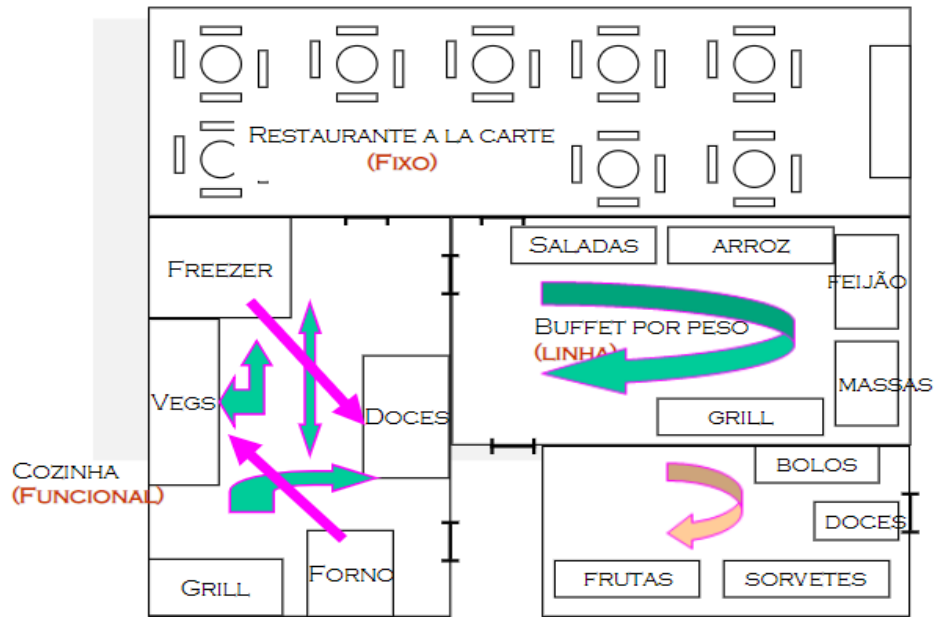 RESTAURANTE A LA CARTE
(FIXO)
FREEZER
VEGS
DOCES
COZINHA
(FUNCIONAL)
GRILL
FORNO
SALADAS
ARROZ
FEIJÃO
BUFFET POR PESO
(LINHA)
MASSAS
GRILL
BOLOS
DOCES
FRUTAS
SORVETES